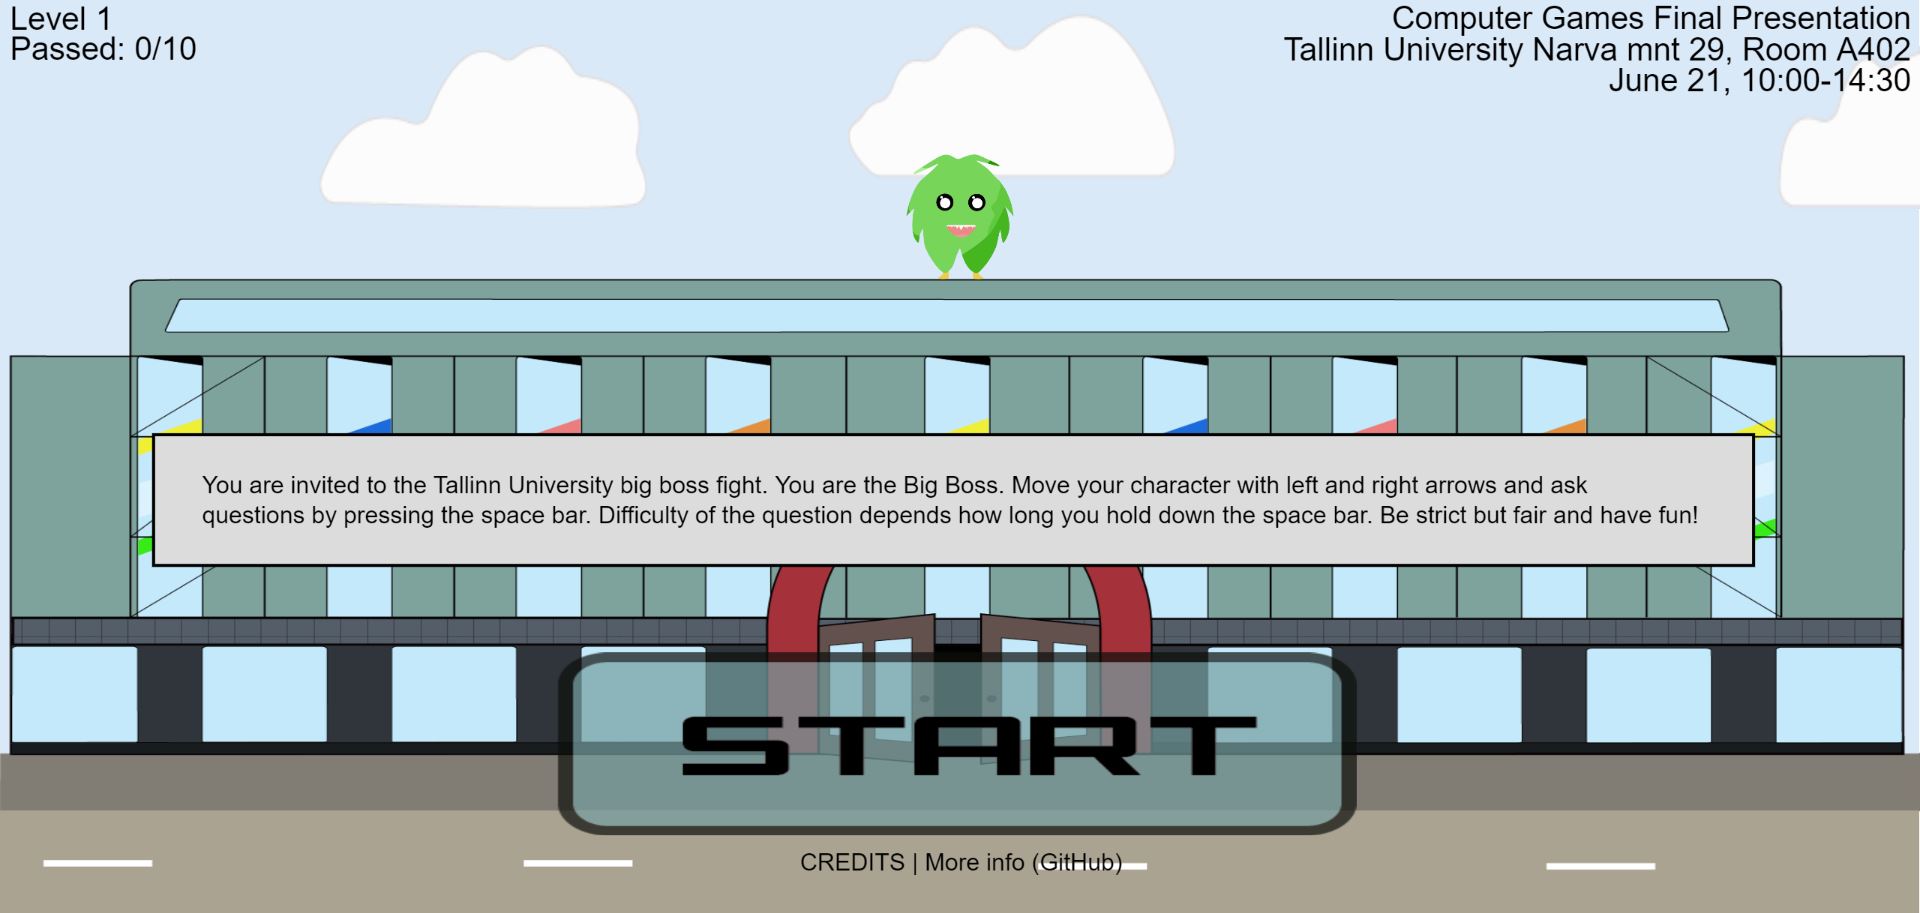 Level 1
Passed: 0/10
Computer Games Final Presentation
Tallinn University Narva mnt 29, Room A402
June 21, 10:00-14:30
You are invited to the Tallinn University big boss fight. You are the Big Boss. Move your character with left and right arrows and ask
questions by pressing the space bar. Difficulty of the question depends how long you hold down the space bar. Be strict but fair and have fun!
START
CREDITS | More info (GitHub)